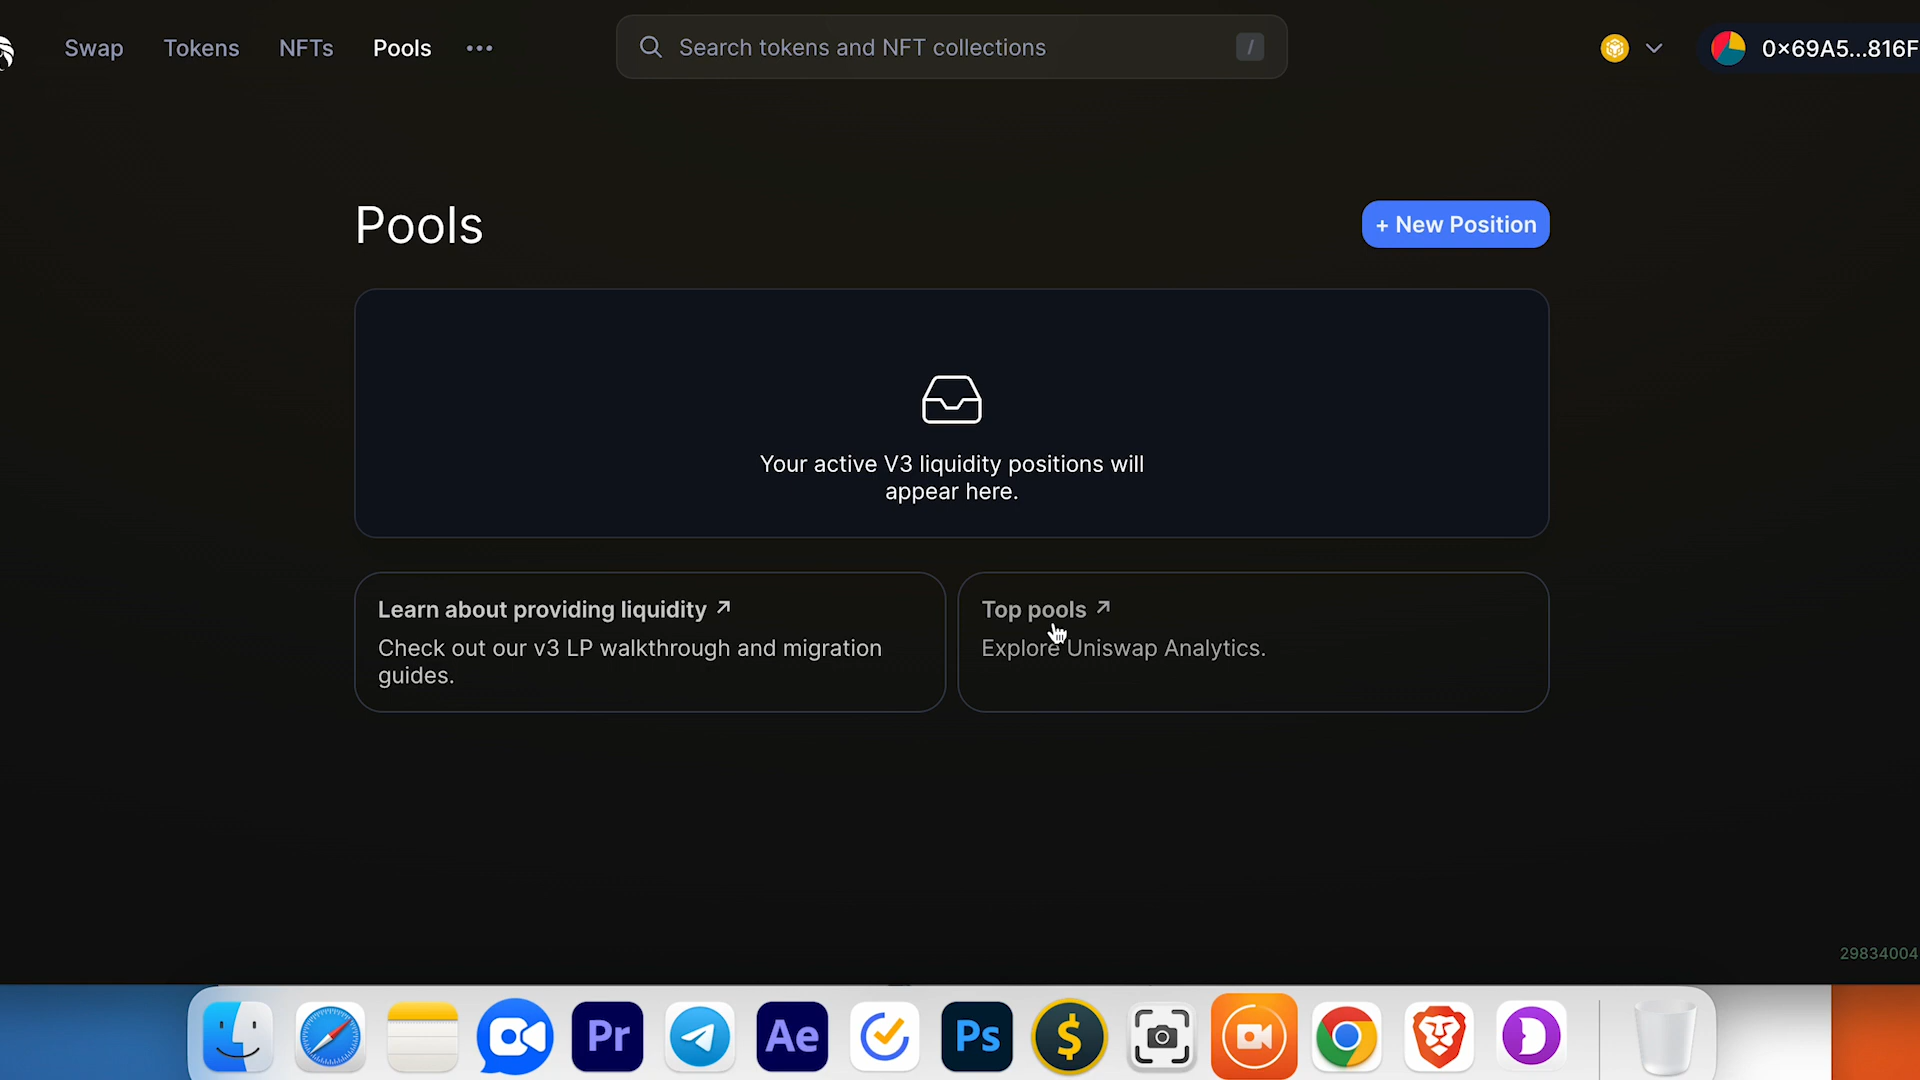 Swap Tokens NFTs Pools
Search tokens and NFT collections /
0x69A5...816F
Pools
+ New Position
Your active V3 liquidity positions will
appear here.
Learn about providing liquidity ↗
Check out our v3 LP walkthrough and migration
guides.
Top pools ↗
Explore Uniswap Analytics.
29834004
Pr
Ae
Ps
$